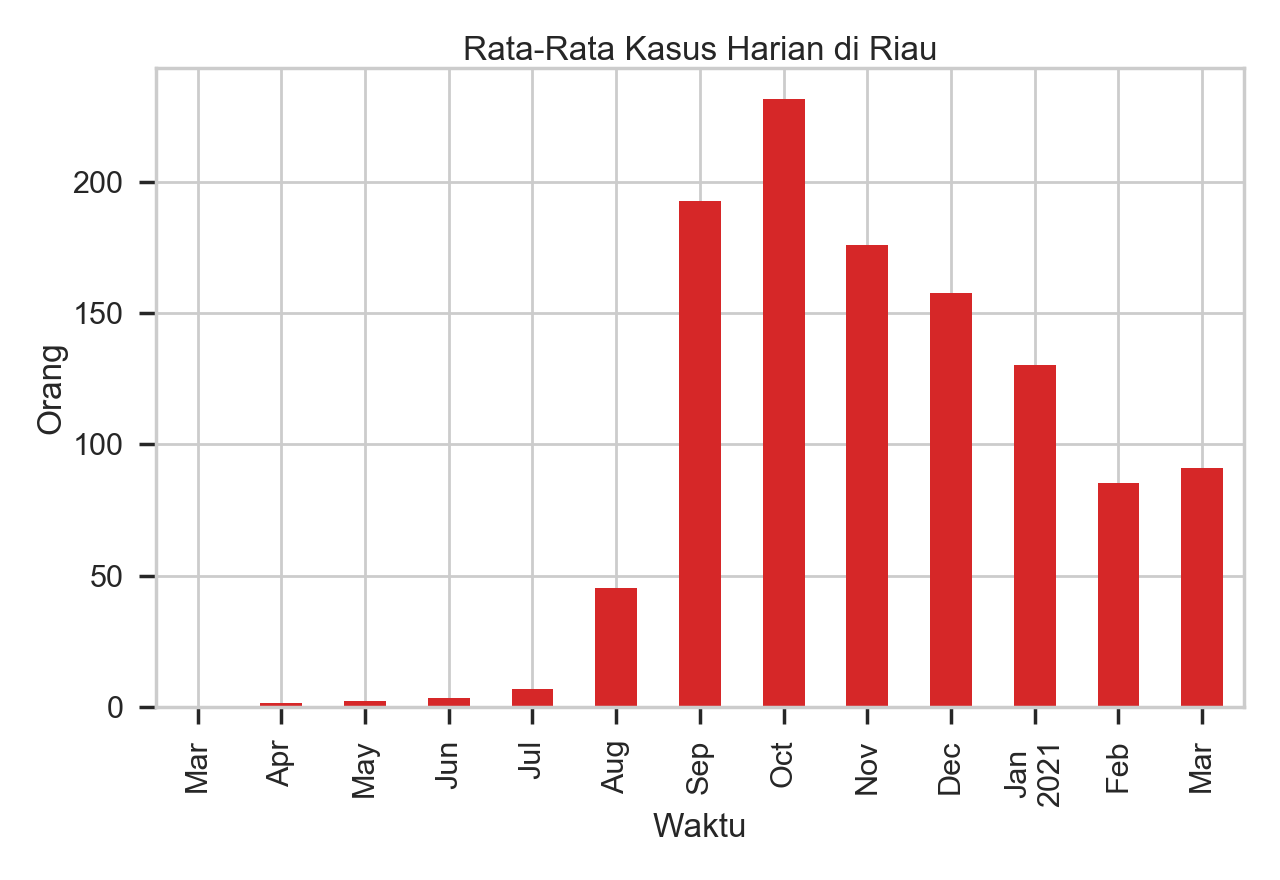 Rata-Rata Kasus Harian di Riau
Orang
200
150
100
50
0
Mar
Apr
May
Jun
Jul
Aug
Sep
Oct
Nov
Dec
Jan
2021
Feb
Mar
Waktu